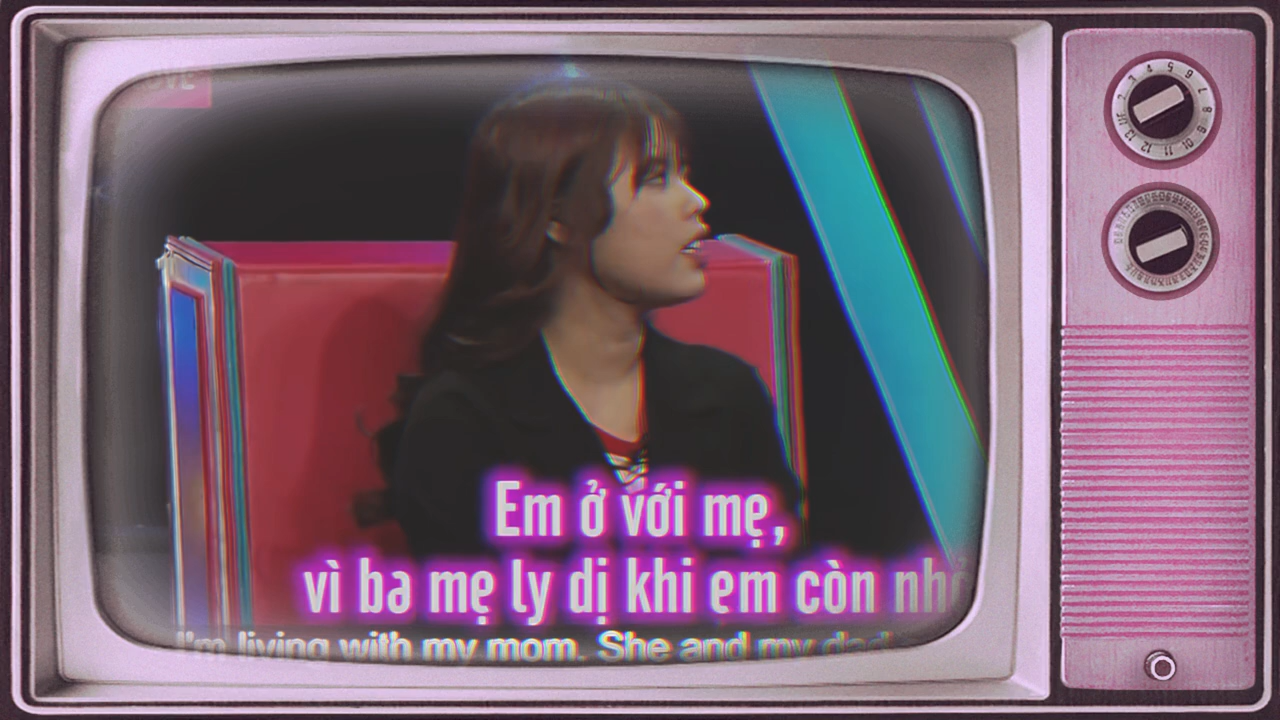 Em ở với mẹ,
vì ba mẹ ly dị khi em còn
I'm living with my mom. She and my dad